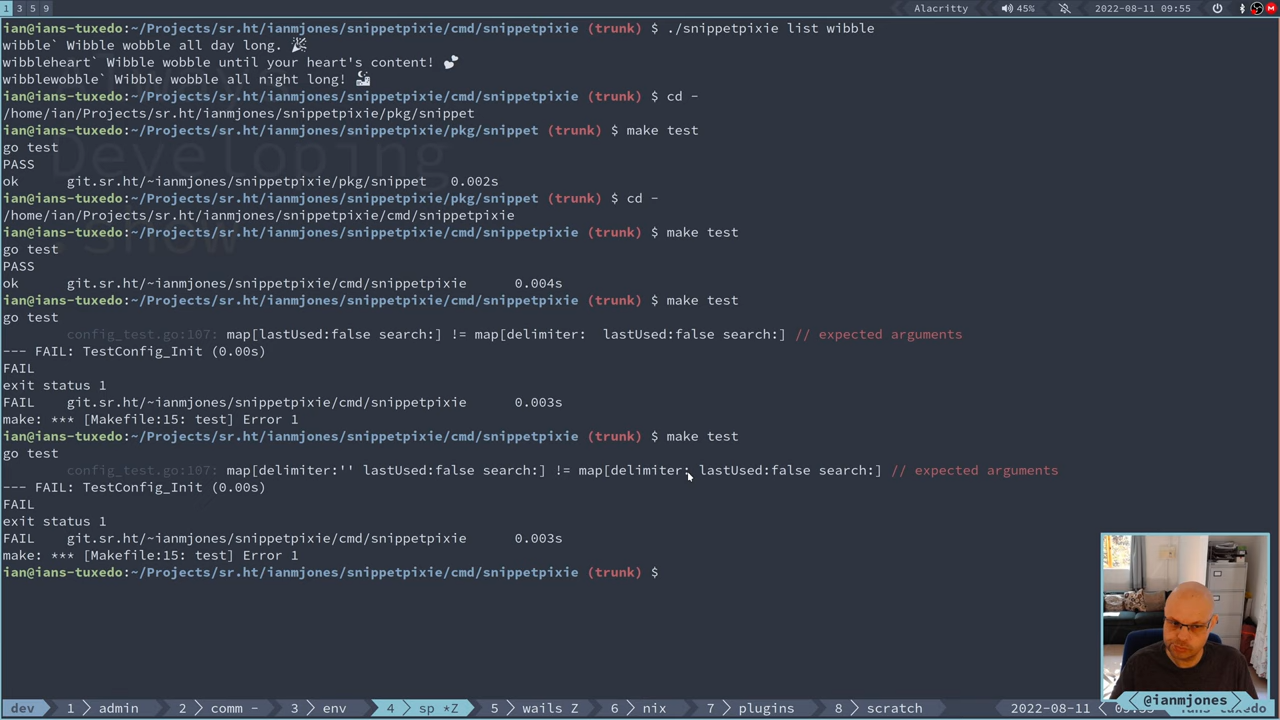 1 3 5 9 Alacritty 45% 2022-08-11 09:55
ian@ians-tuxedo:~/Projects/sr.ht/ianmjones/snippetpixie/cmd/snippetpixie (trunk) $ ./snippetpixie list wibble
wibble` Wibble wobble all day long. 🎉
wibbleheart` Wibble wobble until your heart's content! 💕
wibblewobble` Wibble wobble all night long! 🌃
ian@ians-tuxedo:~/Projects/sr.ht/ianmjones/snippetpixie/cmd/snippetpixie (trunk) $ cd -
/home/ian/Projects/sr.ht/ianmjones/snippetpixie/pkg/snippet
ian@ians-tuxedo:~/Projects/sr.ht/ianmjones/snippetpixie/pkg/snippet (trunk) $ make test
go test
PASS
ok git.sr.ht/~ianmjones/snippetpixie/pkg/snippet 0.002s
ian@ians-tuxedo:~/Projects/sr.ht/ianmjones/snippetpixie/pkg/snippet (trunk) $ cd -
/home/ian/Projects/sr.ht/ianmjones/snippetpixie/cmd/snippetpixie
ian@ians-tuxedo:~/Projects/sr.ht/ianmjones/snippetpixie/cmd/snippetpixie (trunk) $ make test
go test
PASS
ok git.sr.ht/~ianmjones/snippetpixie/cmd/snippetpixie 0.004s
ian@ians-tuxedo:~/Projects/sr.ht/ianmjones/snippetpixie/cmd/snippetpixie (trunk) $ make test
go test
config_test.go:107: map[lastUsed:false search:] != map[delimiter:  lastUsed:false search:] // expected arguments
--- FAIL: TestConfig_Init (0.00s)
FAIL
exit status 1
FAIL git.sr.ht/~ianmjones/snippetpixie/cmd/snippetpixie 0.003s
make: *** [Makefile:15: test] Error 1
ian@ians-tuxedo:~/Projects/sr.ht/ianmjones/snippetpixie/cmd/snippetpixie (trunk) $ make test
go test
config_test.go:107: map[delimiter:'' lastUsed:false search:] != map[delimiter: lastUsed:false search:] // expected arguments
--- FAIL: TestConfig_Init (0.00s)
FAIL
exit status 1
FAIL git.sr.ht/~ianmjones/snippetpixie/cmd/snippetpixie 0.003s
make: *** [Makefile:15: test] Error 1
ian@ians-tuxedo:~/Projects/sr.ht/ianmjones/snippetpixie/cmd/snippetpixie (trunk) $
Developing
Show
@ianmjones
dev 1 admin 2 comm - 3 env 4 sp *Z 5 wails Z 6 nix 7 plugins 8 scratch 2022-08-11